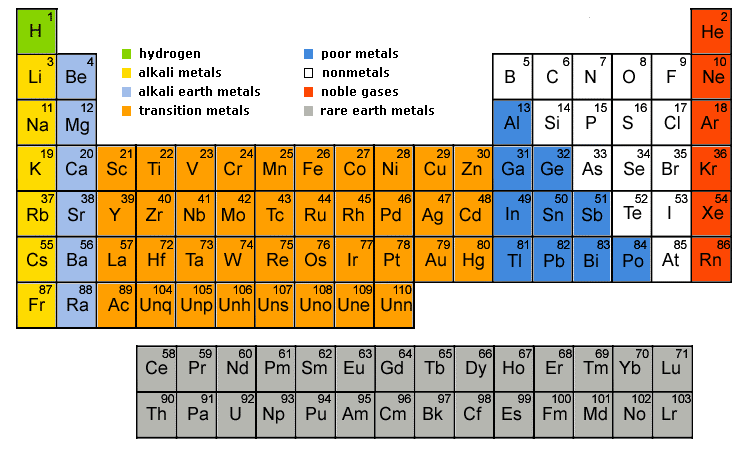 1 2
H He
hydrogen poor metals
3 4 alkali metals nonmetals 5 6 7 8 9 10
Li Be B C N O F Ne
alkali earth metals noble gases
11 12 transition metals rare earth metals 13 14 15 16 17 18
Na Mg Al Si P S Cl Ar
19 20 21 22 23 24 25 26 27 28 29 30 31 32 33 34 35 36
K Ca Sc Ti V Cr Mn Fe Co Ni Cu Zn Ga Ge As Se Br Kr
37 38 39 40 41 42 43 44 45 46 47 48 49 50 51 52 53 54
Rb Sr Y Zr Nb Mo Tc Ru Rh Pd Ag Cd In Sn Sb Te I Xe
55 56 57 72 73 74 75 76 77 78 79 80 81 82 83 84 85 86
Cs Ba La Hf Ta W Re Os Ir Pt Au Hg Tl Pb Bi Po At Rn
87 88 89 104 105 106 107 108 109 110
Fr Ra Ac Unq Unp Unh Uns Uno Une Unn
58 59 60 61 62 63 64 65 66 67 68 69 70 71
Ce Pr Nd Pm Sm Eu Gd Tb Dy Ho Er Tm Yb Lu
90 91 92 93 94 95 96 97 98 99 100 101 102 103
Th Pa U Np Pu Am Cm Bk Cf Es Fm Md No Lr